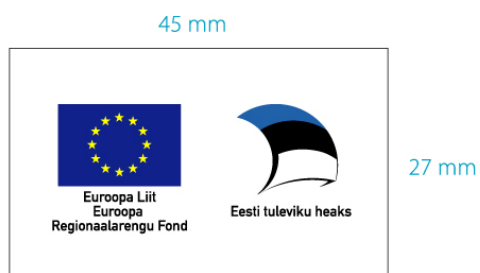 45 mm
27 mm
Euroopa Liit
Euroopa
Regionaalarengu Fond
Eesti tuleviku heaks